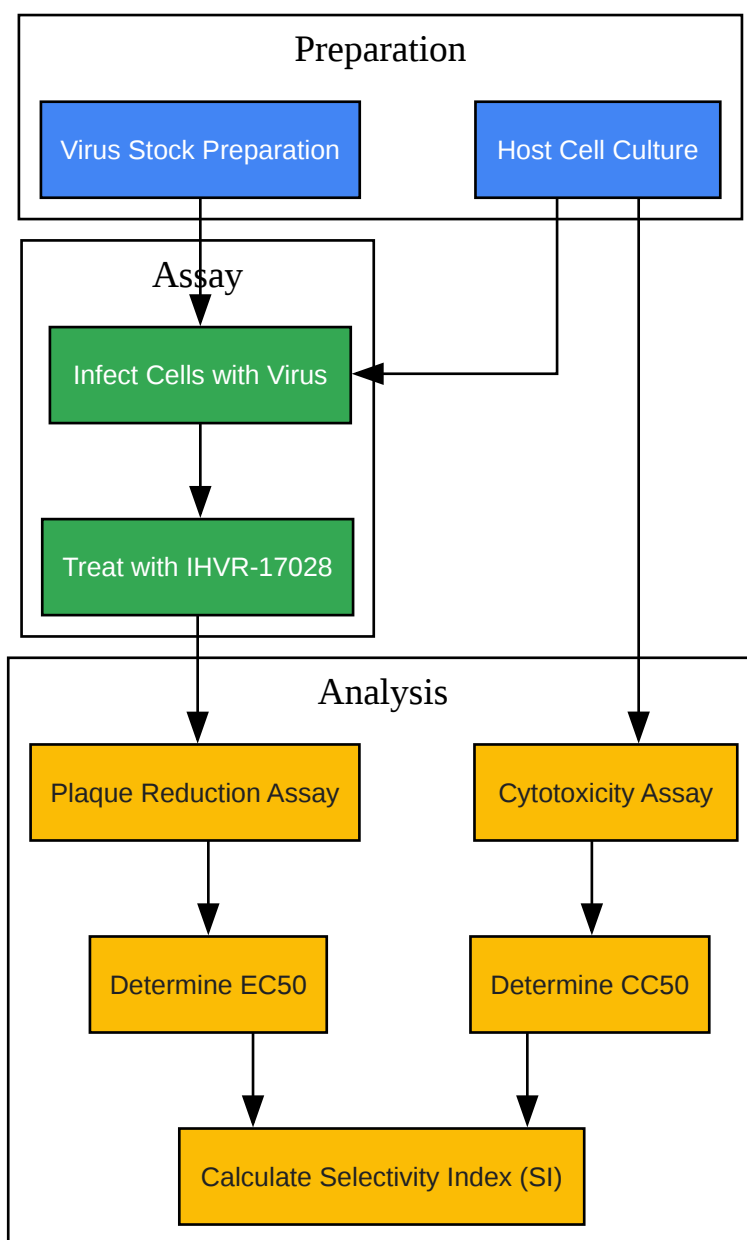 Preparation
Virus Stock Preparation
Host Cell Culture
Assay
Infect Cells with Virus
Treat with IHVR-17028
Analysis
Plaque Reduction Assay
Cytotoxicity Assay
Determine EC50
Determine CC50
Calculate Selectivity Index (SI)